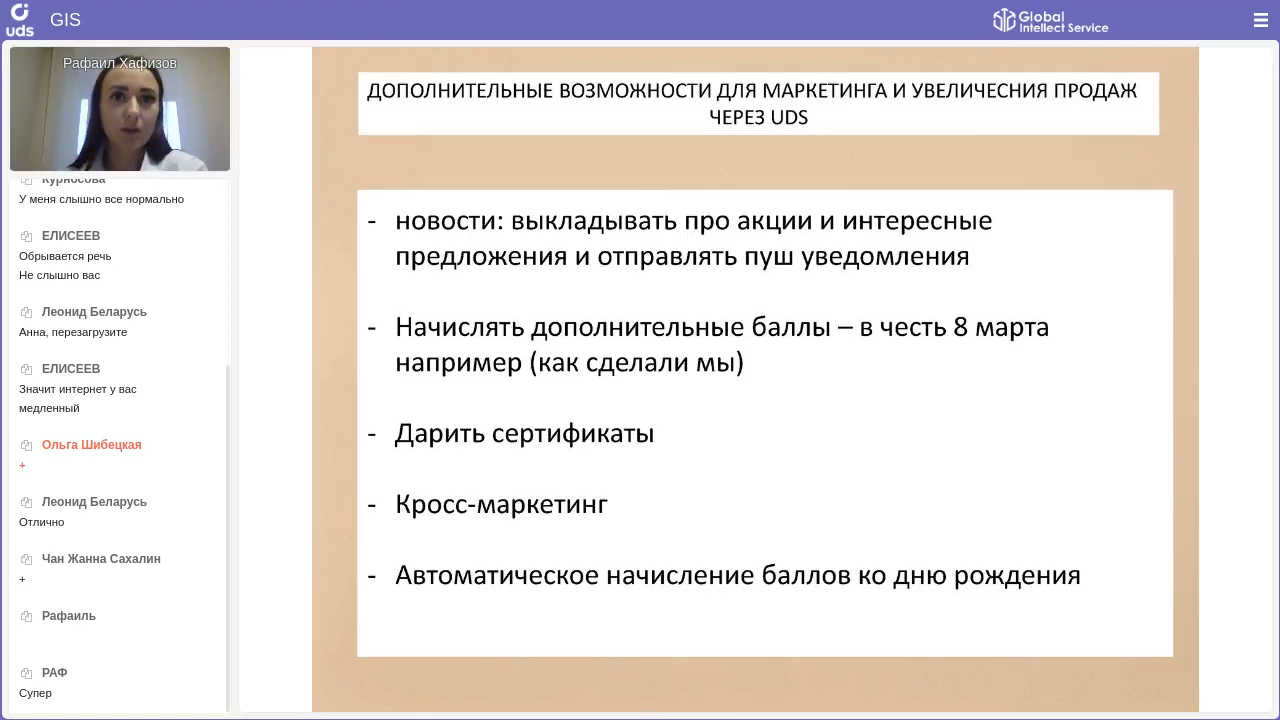 uds
GIS
Global
Intellect Service
Рафаил Хафизов
Курносова
У меня слышно все нормально
ЕЛИСЕЕВ
Обрывается речь
Не слышно вас
Леонид Беларусь
Анна, перезагрузите
ЕЛИСЕЕВ
Значит интернет у вас
медленный
Ольга Шибецкая
+
Леонид Беларусь
Отлично
Чан Жанна Сахалин
+
Рафаиль
РАФ
Супер
ДОПОЛНИТЕЛЬНЫЕ ВОЗМОЖНОСТИ ДЛЯ МАРКЕТИНГА И УВЕЛИЧЕСНИЯ ПРОДАЖ
ЧЕРЕЗ UDS
- новости: выкладывать про акции и интересные
предложения и отправлять пуш уведомления
- Начислять дополнительные баллы – в честь 8 марта
например (как сделали мы)
- Дарить сертификаты
- Кросс-маркетинг
- Автоматическое начисление баллов ко дню рождения